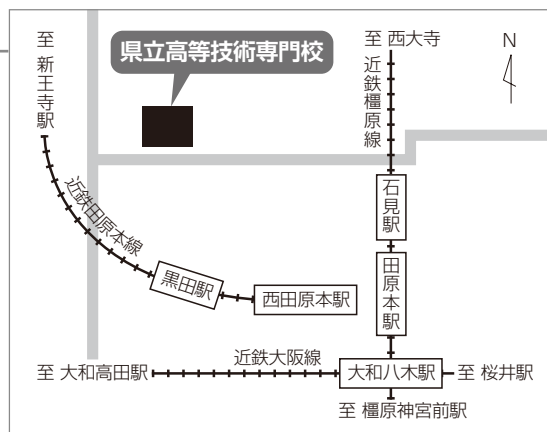 至 新王寺駅
県立高等技術専門校
至 西大寺
近鉄橿原線
N
石見駅
近鉄田原本線
黒田駅
西田原本駅
田原本駅
近鉄大阪線
至 大和高田駅
大和八木駅
至 桜井駅
至 橿原神宮前駅